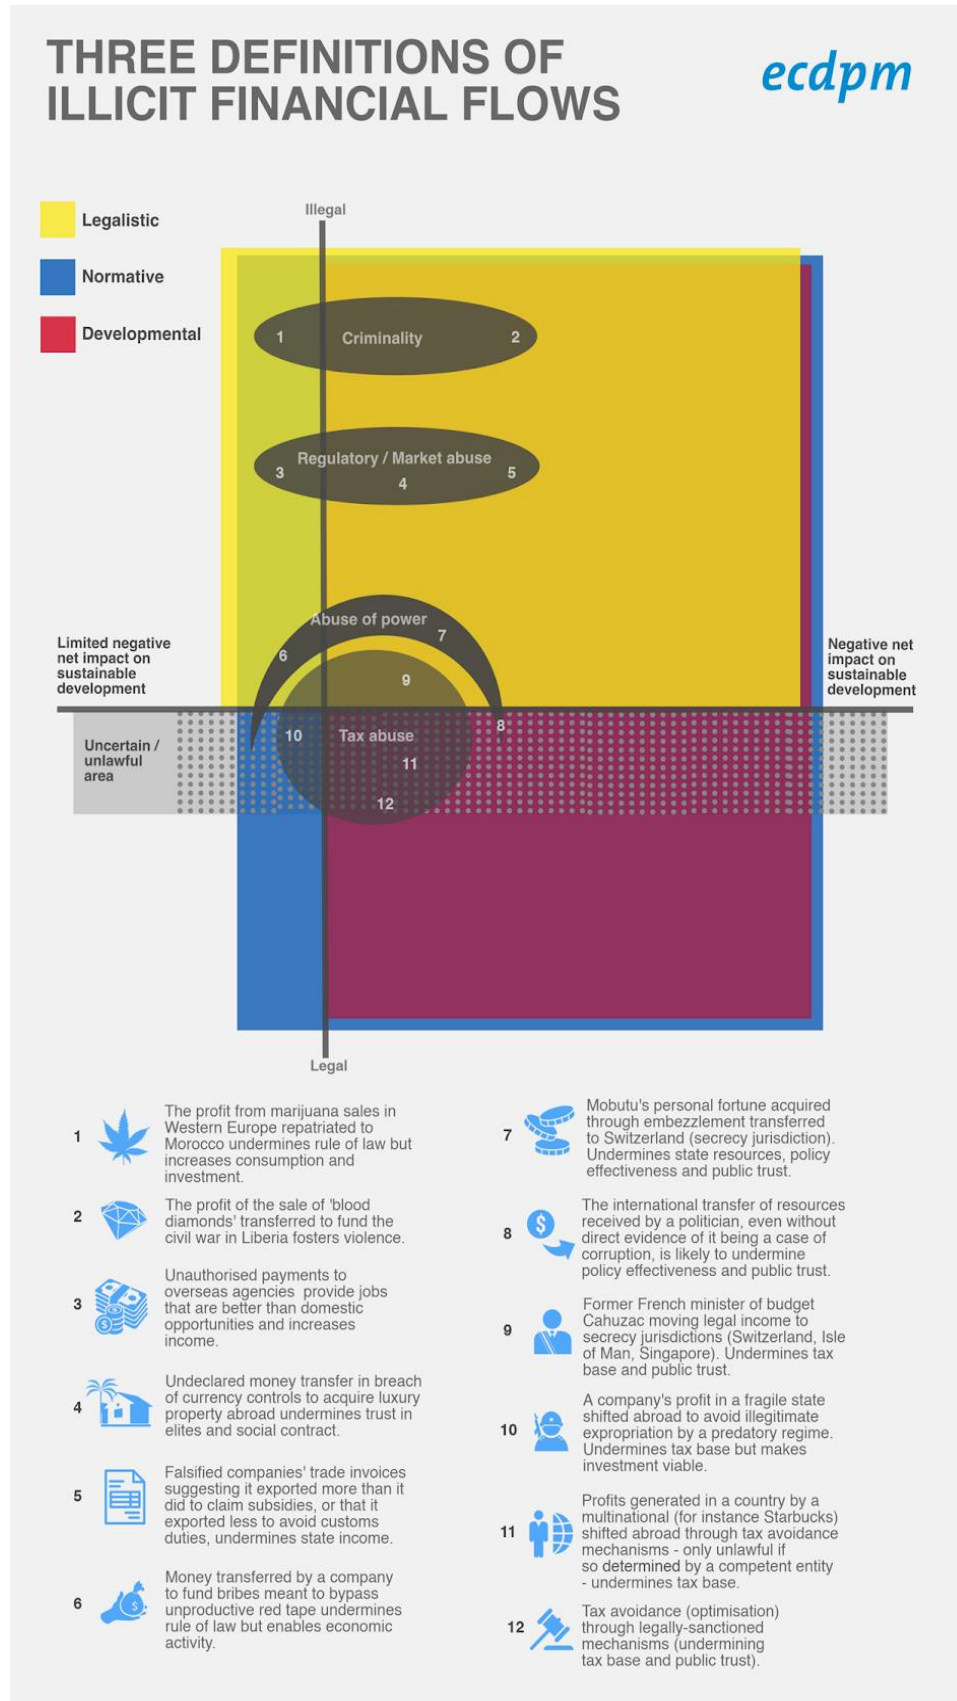 THREE DEFINITIONS OF
ILLICIT FINANCIAL FLOWS
ecdpm
Legalistic
Normative
Developmental
Illegal
1
Criminality
2
Regulatory / Market abuse
3
4
5
Abuse of power
6
7
8
9
Limited negative
net impact on
sustainable
development
Negative net
impact on
sustainable
development
Uncertain /
unlawful
area
10
Tax abuse
11
12
Legal
1
The profit from marijuana sales in
Western Europe repatriated to
Morocco undermines rule of law but
increases consumption and
investment.
2
The profit of the sale of 'blood
diamonds' transferred to fund the
civil war in Liberia fosters violence.
3
Unauthorised payments to
overseas agencies provide jobs
that are better than domestic
opportunities and increases
income.
4
Undeclared money transfer in breach
of currency controls to acquire luxury
property abroad undermines trust in
elites and social contract.
5
Falsified companies' trade invoices
suggesting it exported more than it
did to claim subsidies, or that it
exported less to avoid customs
duties, undermines state income.
6
Money transferred by a company
to fund bribes meant to bypass
unproductive red tape undermines
rule of law but enables economic
activity.
7
Mobutu's personal fortune acquired
through embezzlement transferred
to Switzerland (secrecy jurisdiction).
Undermines state resources, policy
effectiveness and public trust.
8
The international transfer of resources
received by a politician, even without
direct evidence of it being a case of
corruption, is likely to undermine
policy effectiveness and public trust.
9
Former French minister of budget
Cahuzac moving legal income to
secrecy jurisdictions (Switzerland, Isle
of Man, Singapore). Undermines tax
base and public trust.
10
A company's profit in a fragile state
shifted abroad to avoid illegitimate
expropriation by a predatory regime.
Undermines tax base but makes
investment viable.
11
Profits generated in a country by a
multinational (for instance Starbucks)
shifted abroad through tax avoidance
mechanisms - only unlawful if
so determined by a competent entity
- undermines tax base.
12
Tax avoidance (optimisation)
through legally-sanctioned
mechanisms (undermining
tax base and public trust).